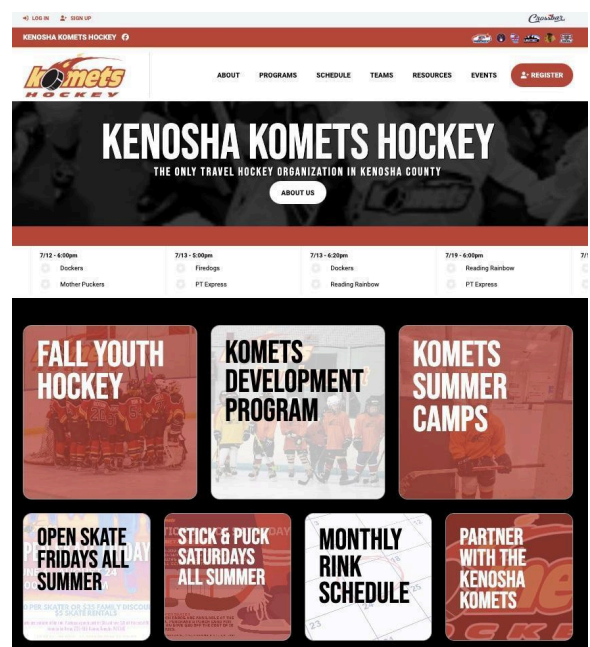 LOG IN SIGN UP Crossbar
KENOSHA KOMETS HOCKEY
komets
HOCKEY
ABOUT PROGRAMS SCHEDULE TEAMS RESOURCES EVENTS REGISTER
KENOSHA KOMETS HOCKEY
THE ONLY TRAVEL HOCKEY ORGANIZATION IN KENOSHA COUNTY
ABOUT US
7/12 - 6:00pm
Dockers
Mother Puckers
7/13 - 5:00pm
Firedogs
PT Express
7/13 - 6:20pm
Dockers
Reading Rainbow
7/19 - 6:00pm
Reading Rainbow
PT Express
FALL YOUTH
HOCKEY
KOMETS
DEVELOPMENT
PROGRAM
KOMETS
SUMMER
CAMPS
OPEN SKATE
FRIDAYS ALL
SUMMER
STICK & PUCK
SATURDAYS
ALL SUMMER
MONTHLY
RINK
SCHEDULE
PARTNER
WITH THE
KENOSHA
KOMETS